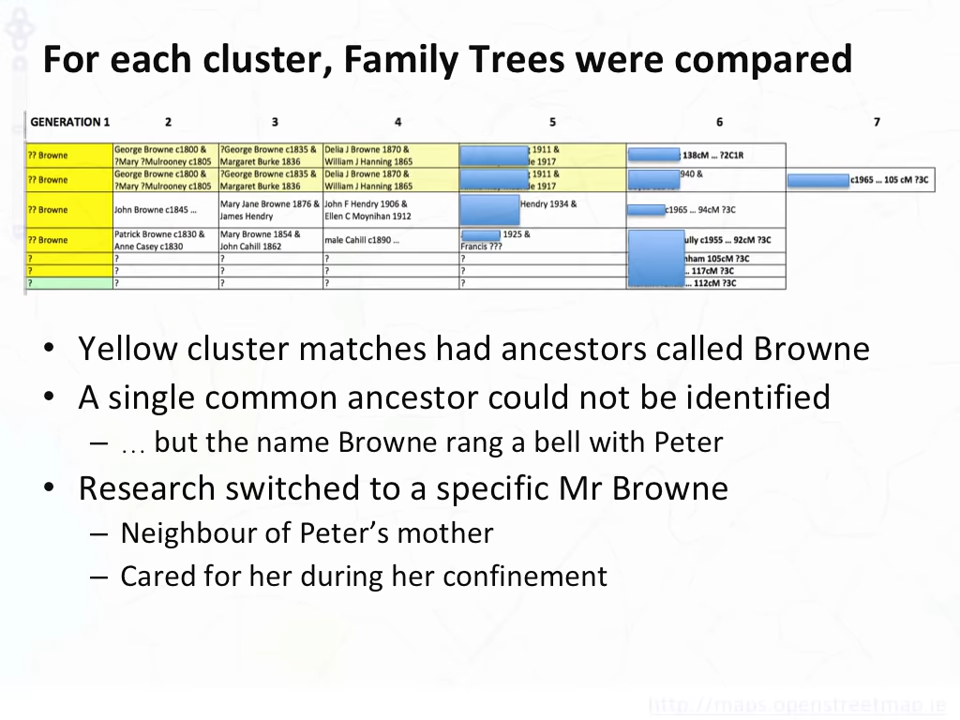 For each cluster, Family Trees were compared
GENERATION 1 2 3 4 5 6 7
?? Browne George Browne c1800 & ?George Browne c1835 & Delia J Browne 1870 & 1911 &
?Mary ?Mulrooney c1805 Margaret Burke 1836 William J Hanning 1865 1917 138cM ... ?2C1R
?? Browne George Browne c1800 & ?George Browne c1835 & Delia J Browne 1870 & 1911 & 940 &
?Mary ?Mulrooney c1805 Margaret Burke 1836 William J Hanning 1865 1917 c1965 ... 105 cM ?3C
?? Browne John Browne c1845 ... Mary Jane Browne 1876 & John F Hendry 1906 & Hendry 1934 &
James Hendry Ellen C Moynihan 1912 c1965 ... 94cM ?3C
?? Browne Patrick Browne c1830 & Mary Browne 1854 & male Cahill c1890 ... 1925 & ully c1955 ... 92cM ?3C
Anne Casey c1830 John Cahill 1862 Francis ???
? ? ? ? ? nham 105cM ?3C
? ? ? ? ? ... 117cM ?3C
? ? ? ? ? ... 112cM ?3C
• Yellow cluster matches had ancestors called Browne
• A single common ancestor could not be identified
– … but the name Browne rang a bell with Peter
• Research switched to a specific Mr Browne
– Neighbour of Peter’s mother
– Cared for her during her confinement
http://maps.openstreetmap.ie